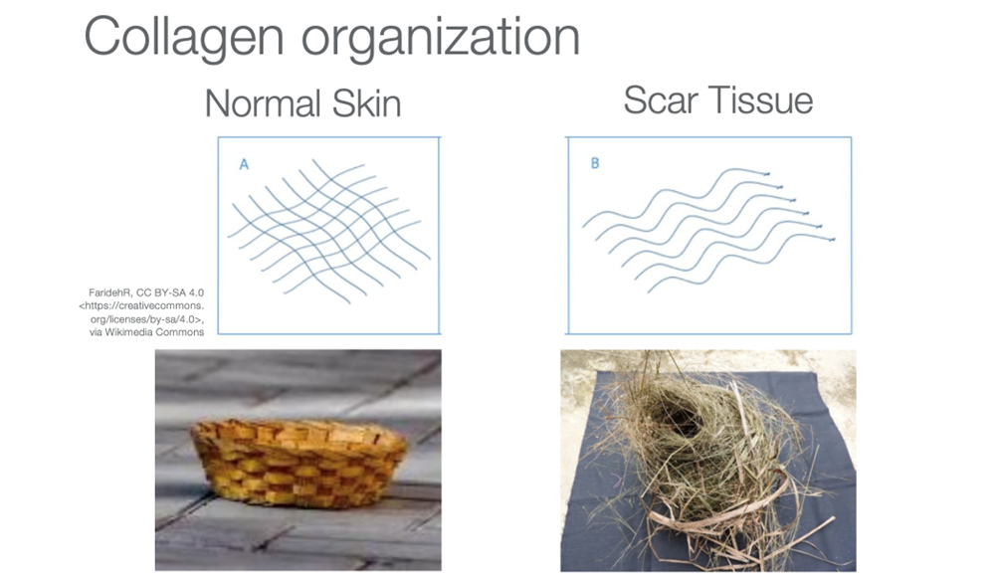 Collagen organization
Normal Skin
Scar Tissue
A
B
FaridehR, CC BY-SA 4.0
<https://creativecommons.
org/licenses/by-sa/4.0>,
via Wikimedia Commons